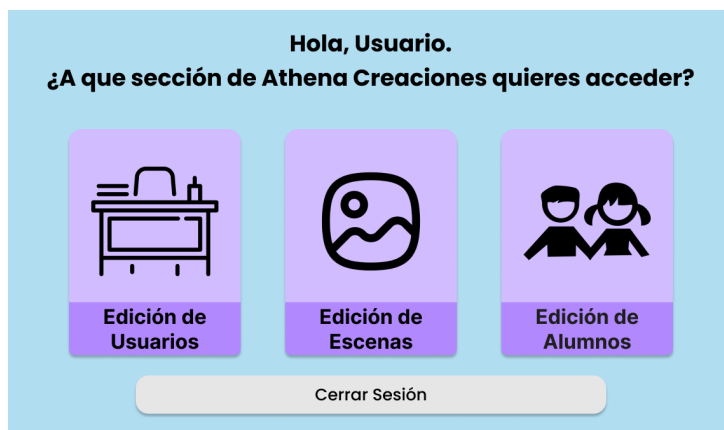 Hola, Usuario.
¿A que sección de Athena Creaciones quieres acceder?
Edición de
Usuarios
Edición de
Escenas
Edición de
Alumnos
Cerrar Sesión